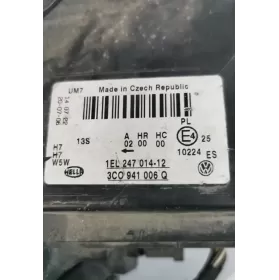 UM7
Made in Czech Republic
PL
13S
A HR HC
02 00 00
E4
25
10224
ES
H7
H7
W5W
HELLA
1EL 247 014-12
3C0 941 006 Q